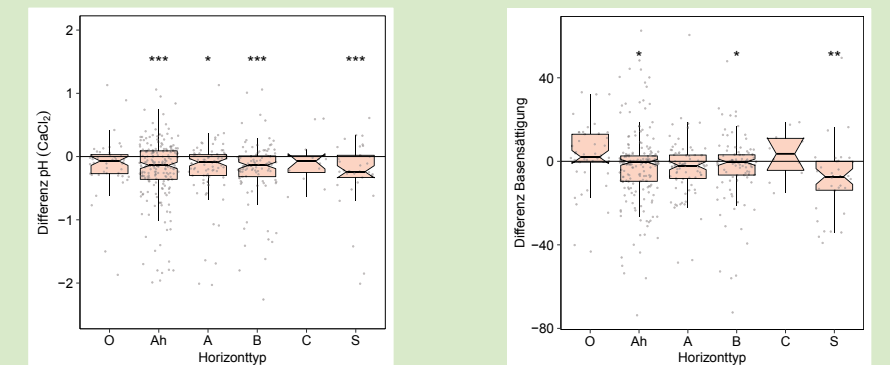 2
*** * *** ***
1
0
−1
−2
Differenz pH (CaCl₂)
O Ah A B C S
Horizonttyp
* * **
40
0
−40
−80
Differenz Basensättigung
O Ah A B C S
Horizonttyp